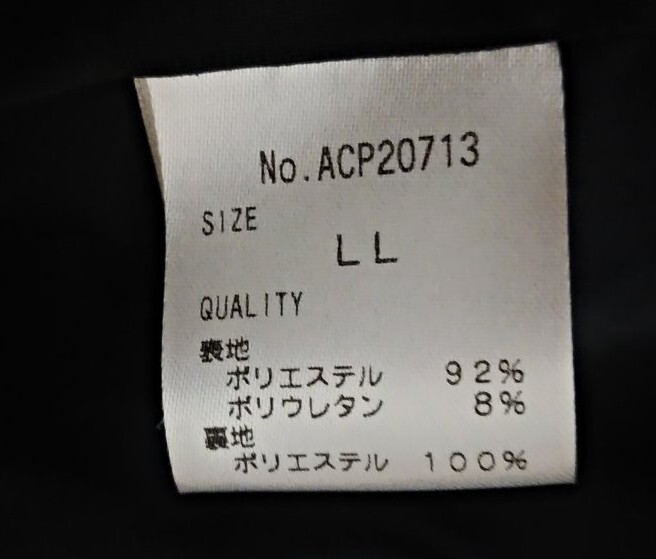 No.ACP20713
SIZE
LL
QUALITY
表地
ポリエステル 92%
ポリウレタン 8%
裏地
ポリエステル 100%